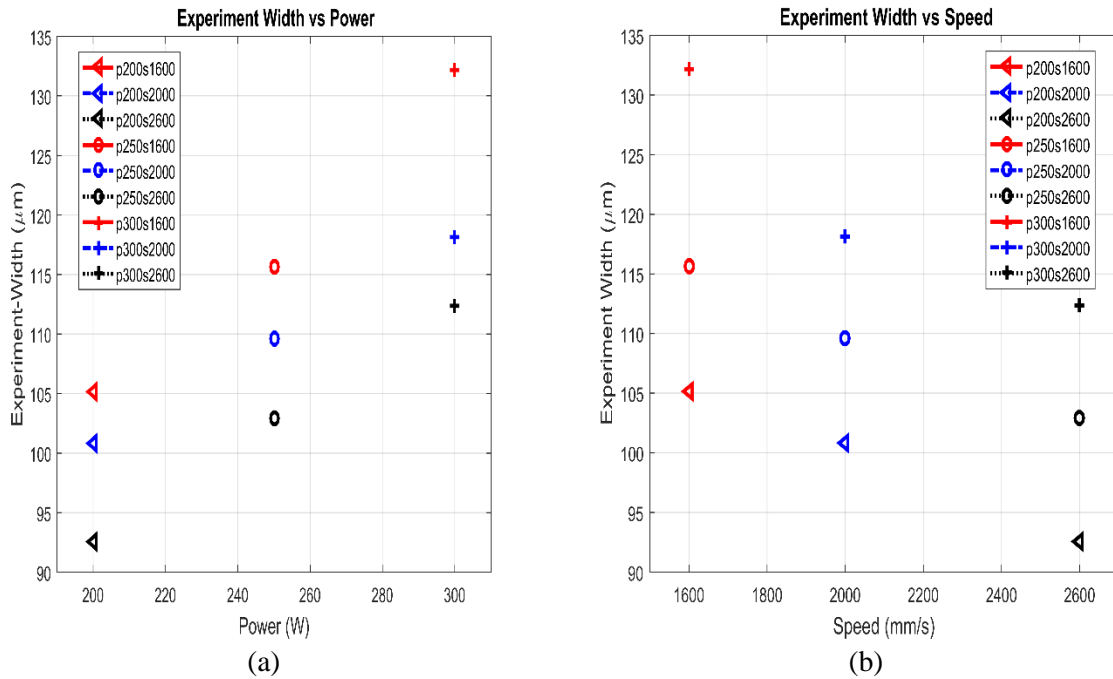 Experiment Width vs Power
135
130
125
120
115
110
105
100
95
90
Experiment-Width (μm)
p200s1600
p200s2000
p200s2600
p250s1600
p250s2000
p250s2600
p300s1600
p300s2000
p300s2600
200 220 240 260 280 300
Power (W)
(a)
Experiment Width vs Speed
135
130
125
120
115
110
105
100
95
90
Experiment Width (μm)
p200s1600
p200s2000
p200s2600
p250s1600
p250s2000
p250s2600
p300s1600
p300s2000
p300s2600
1600 1800 2000 2200 2400 2600
Speed (mm/s)
(b)